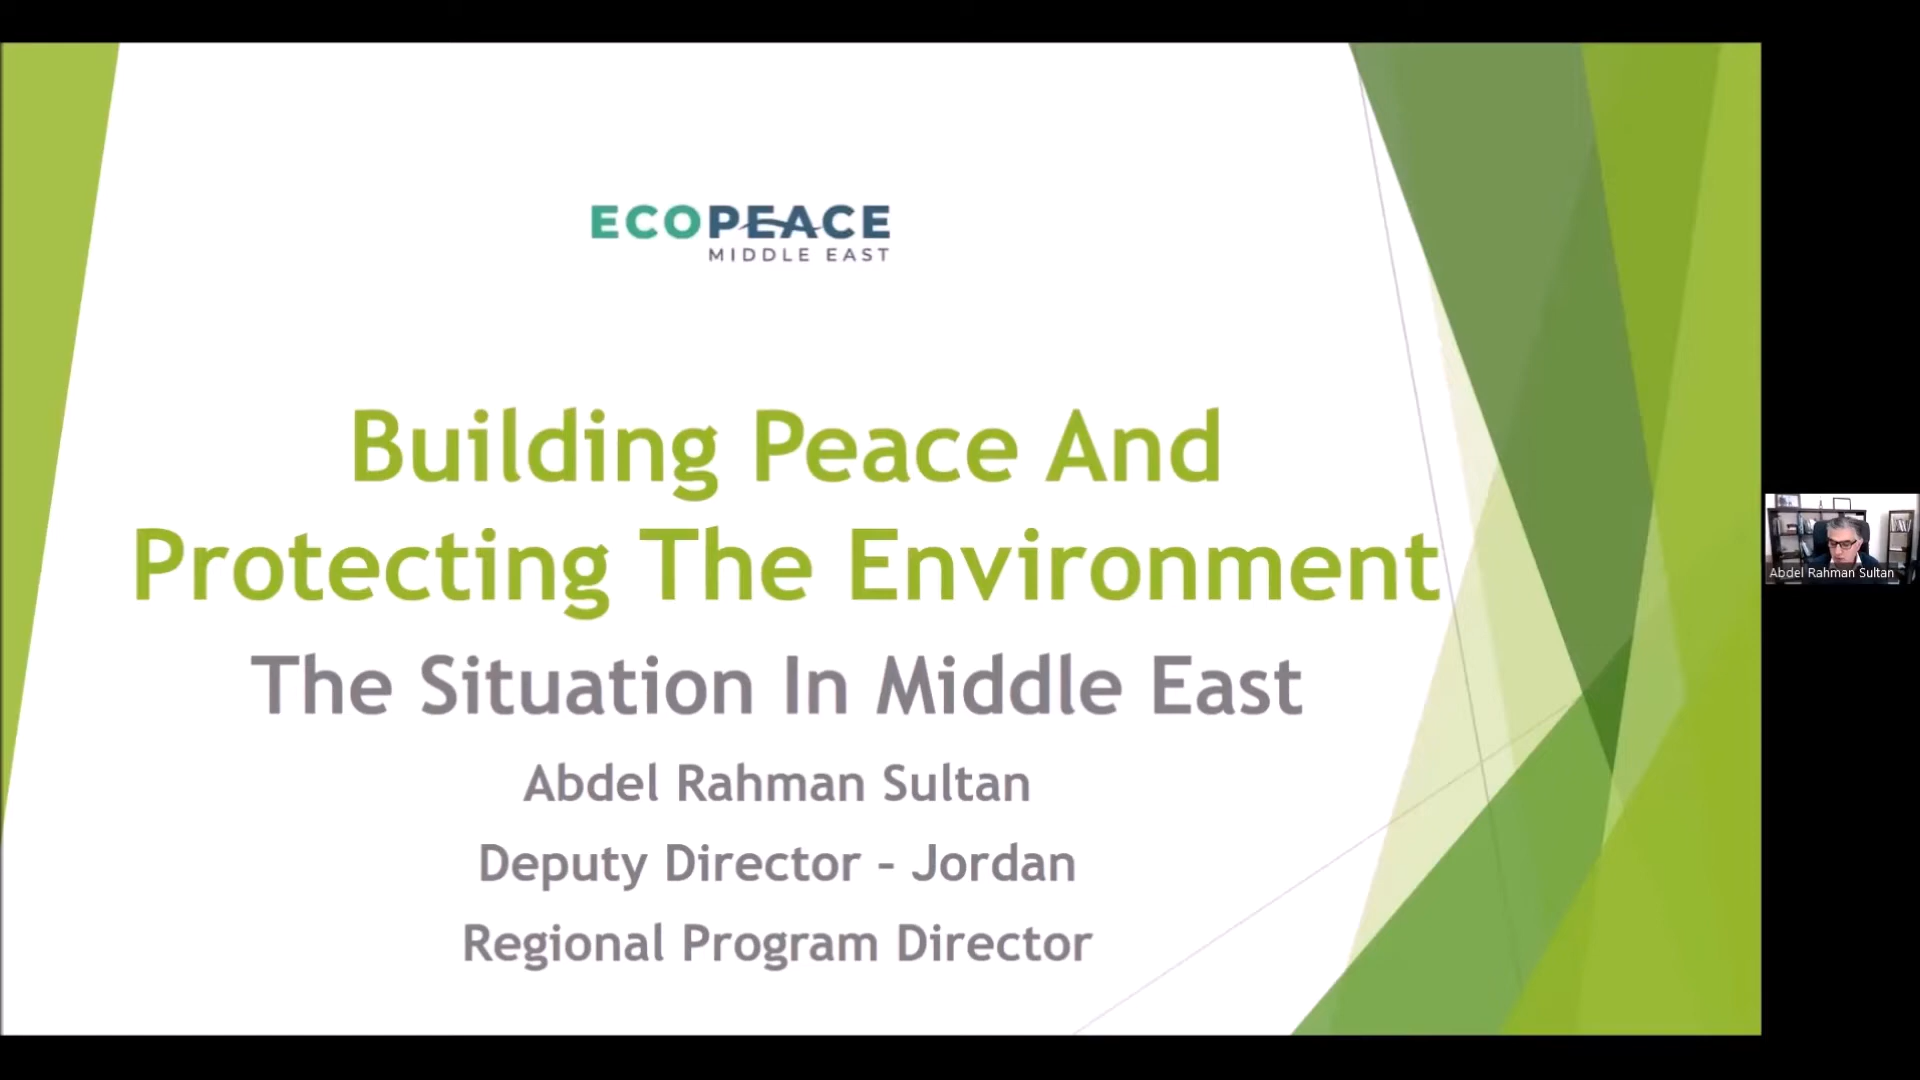 ECOPEACE
MIDDLE EAST
Building Peace And
Protecting The Environment
The Situation In Middle East
Abdel Rahman Sultan
Deputy Director – Jordan
Regional Program Director
Abdel Rahman Sultan